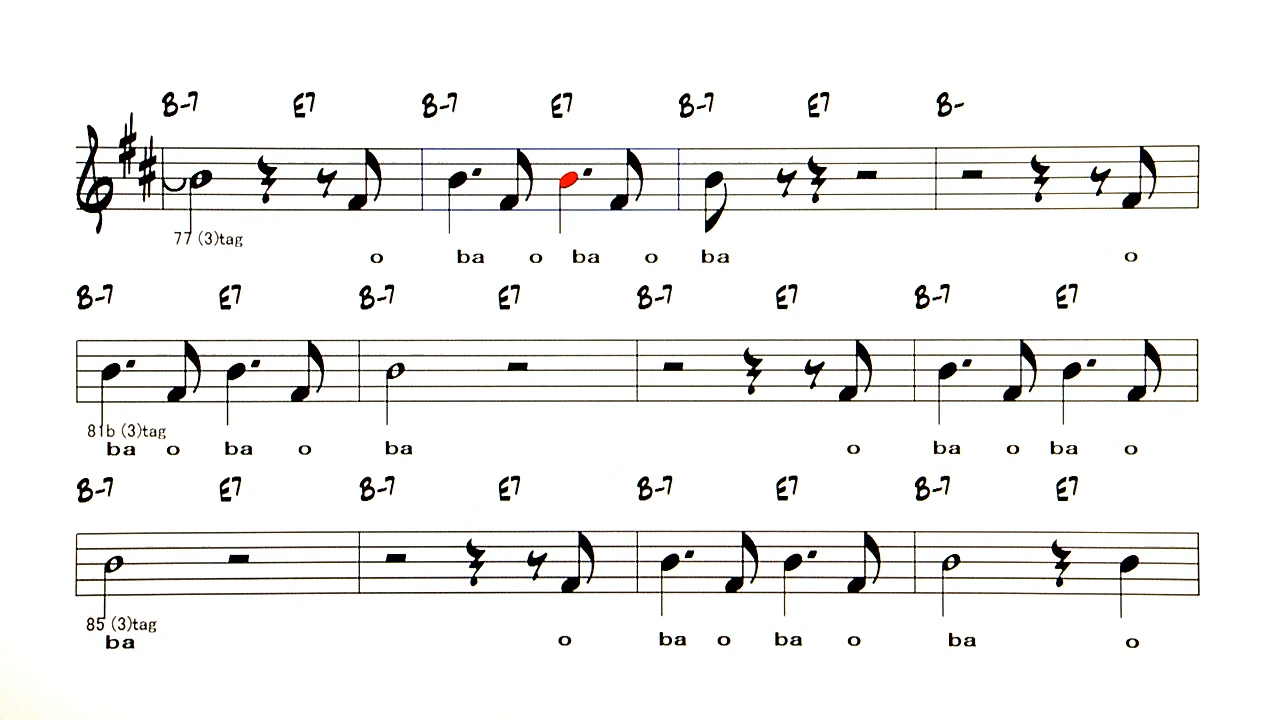 B-7 E7 B-7 E7 B-7 E7 B-
77 (3)tag
o ba o ba o ba o
B-7 E7 B-7 E7 B-7 E7 B-7 E7
81b (3)tag
ba o ba o ba o ba o ba o
B-7 E7 B-7 E7 B-7 E7 B-7 E7
85 (3)tag
ba o ba o ba o ba o